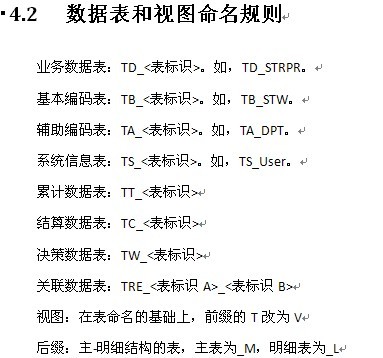 4.2 数据表和视图命名规则
业务数据表：TD_<表标识>。如，TD_STRPR。
基本编码表：TB_<表标识>。如，TB_STW。
辅助编码表：TA_<表标识>。如，TA_DPT。
系统信息表：TS_<表标识>。如，TS_User。
累计数据表：TT_<表标识>
结算数据表：TC_<表标识>
决策数据表：TW_<表标识>
关联数据表：TRE_<表标识 A>_<表标识 B>
视图：在表命名的基础上，前缀的 T 改为 V
后缀：主-明细结构的表，主表为_M，明细表为_L